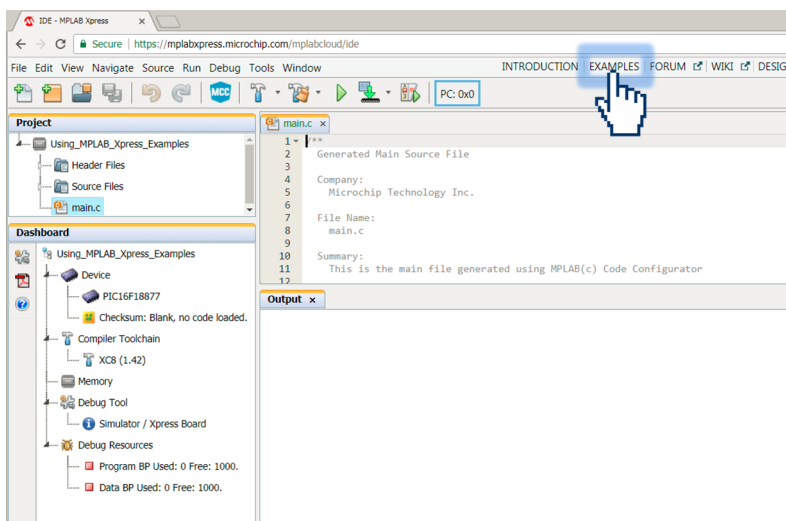 IDE - MPLAB Xpress
Secure | https://mplabxpress.microchip.com/mplabcloud/ide
File Edit View Navigate Source Run Debug Tools Window
INTRODUCTION EXAMPLES FORUM WIKI DESIG
MCC
PC: 0x0
Project
Using_MPLAB_Xpress_Examples
Header Files
Source Files
main.c
Dashboard
Using_MPLAB_Xpress_Examples
Device
PIC16F18877
Checksum: Blank, no code loaded.
Compiler Toolchain
XC8 (1.42)
Memory
Debug Tool
Simulator / Xpress Board
Debug Resources
Program BP Used: 0 Free: 1000.
Data BP Used: 0 Free: 1000.
main.c x
1 /**
2 Generated Main Source File
3
4 Company:
5 Microchip Technology Inc.
6
7 File Name:
8 main.c
9
10 Summary:
11 This is the main file generated using MPLAB(c) Code Configurator
12
Output x